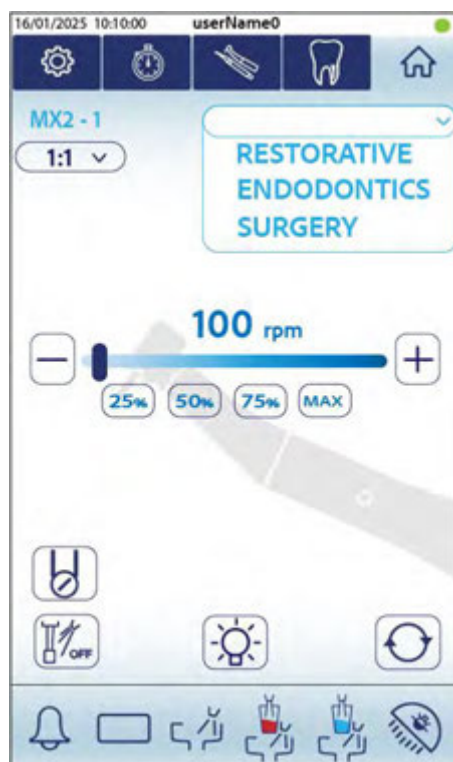 16/01/2025 10:10:00 userName0
MX2 - 1
1:1
RESTORATIVE
ENDODONTICS
SURGERY
100 rpm
25% 50% 75% MAX
OFF